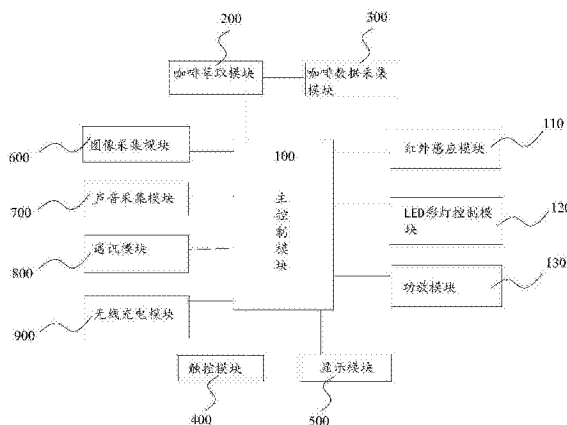 200
300
咖啡萃取模块
咖啡数据采集
模块
600
图像采集模块
100
主控制模块
红外感应模块
110
700
声音采集模块
LED彩灯控制模
块
120
800
通讯模块
功放模块
130
900
无线充电模块
触控模块
400
显示模块
500